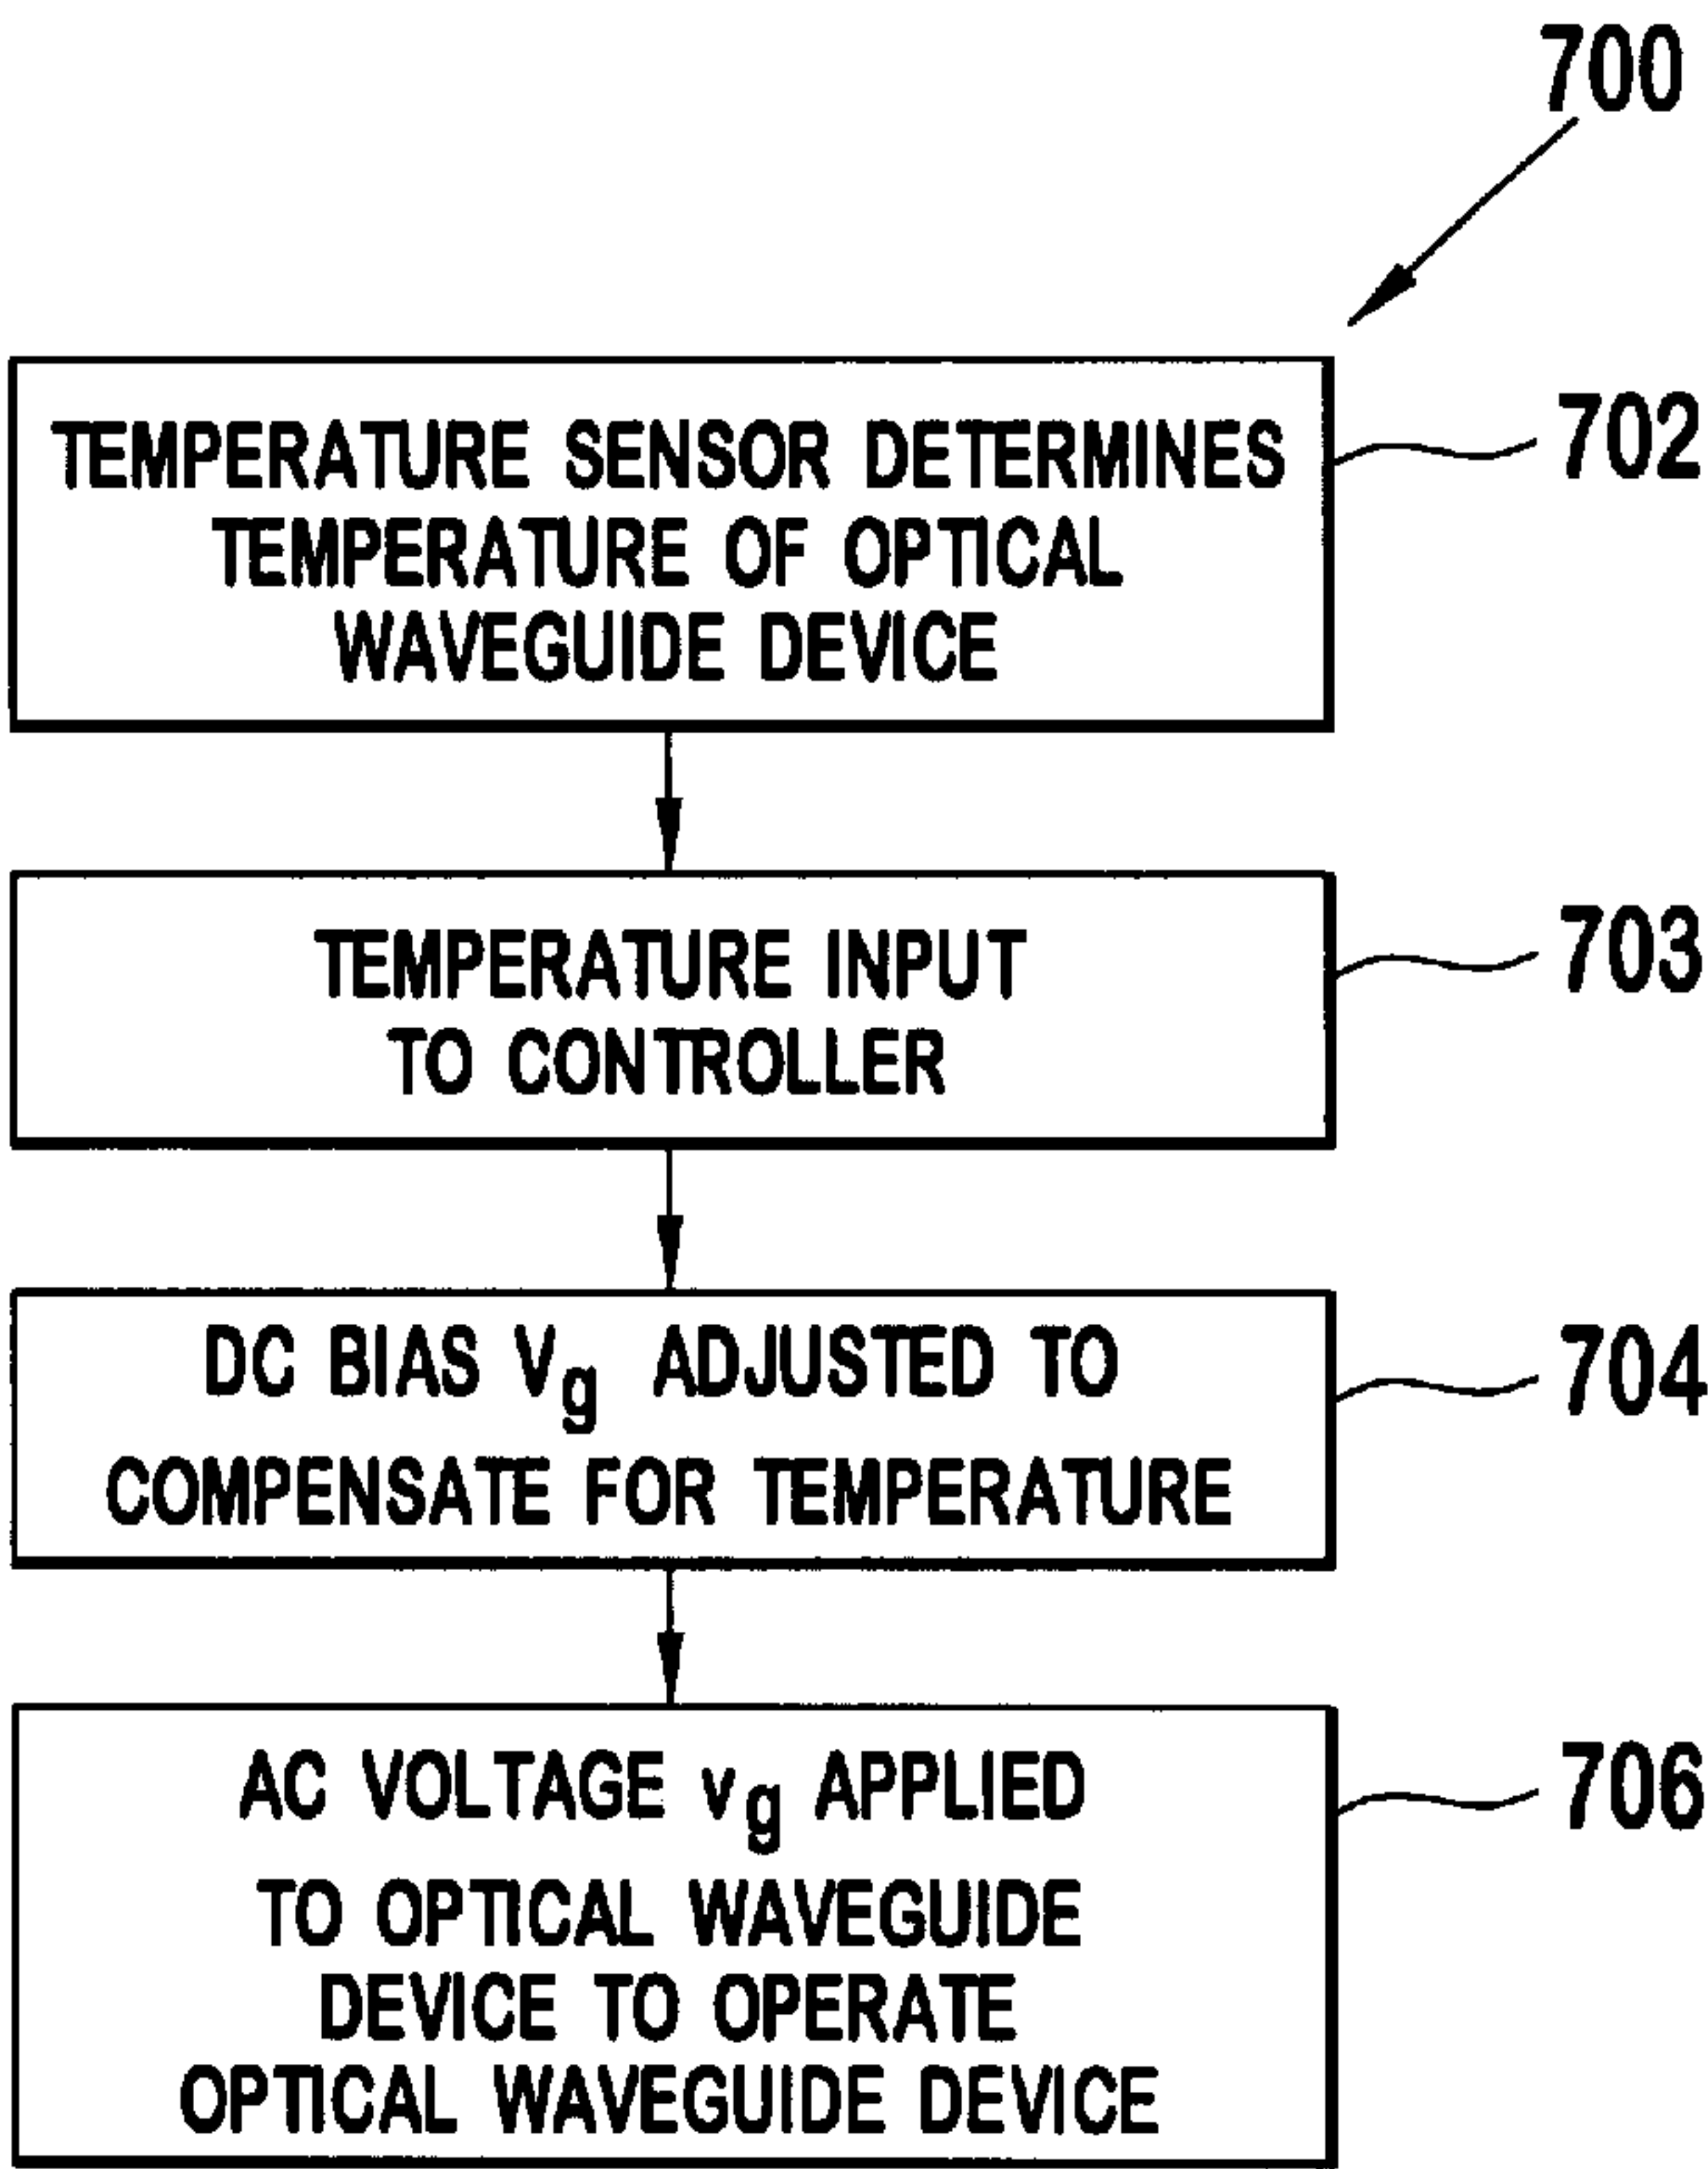 700
TEMPERATURE SENSOR DETERMINES
TEMPERATURE OF OPTICAL
WAVEGUIDE DEVICE
702
TEMPERATURE INPUT
TO CONTROLLER
703
DC BIAS Vg ADJUSTED TO
COMPENSATE FOR TEMPERATURE
704
AC VOLTAGE vg APPLIED
TO OPTICAL WAVEGUIDE
DEVICE TO OPERATE
OPTICAL WAVEGUIDE DEVICE
706